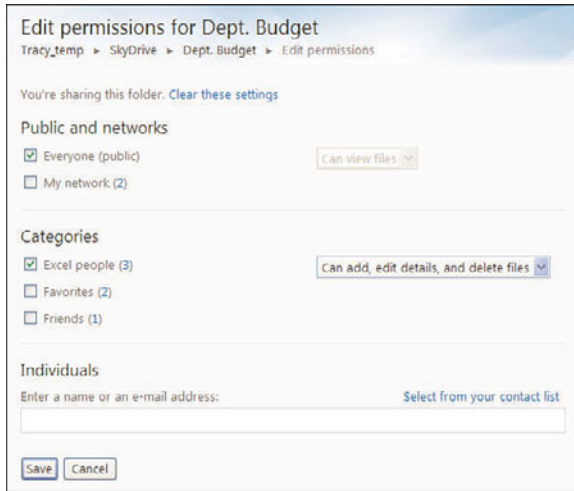 Edit permissions for Dept. Budget
Tracy_temp ▸ SkyDrive ▸ Dept. Budget ▸ Edit permissions
You're sharing this folder. Clear these settings
Public and networks
Everyone (public) Can view files
My network (2)
Categories
Excel people (3) Can add, edit details, and delete files
Favorites (2)
Friends (1)
Individuals
Enter a name or an e-mail address: Select from your contact list
Save Cancel